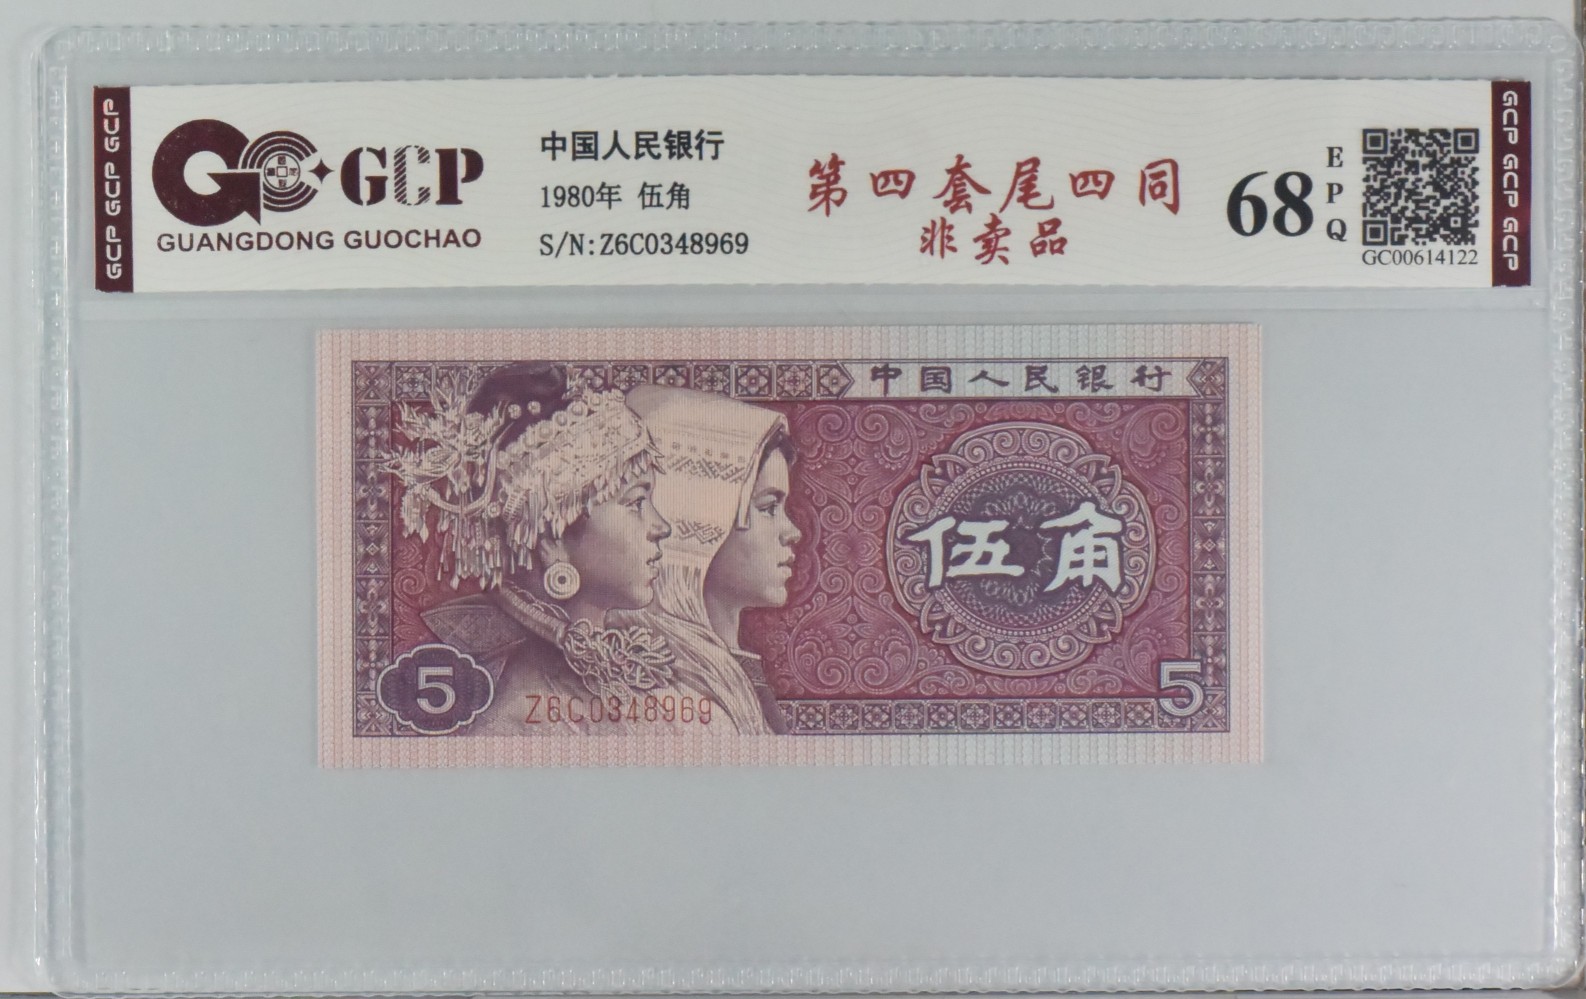 GCP GCP GCP
GCP
GUANGDONG GUOCHAO
中国人民银行
1980年 伍角
S/N:Z6C0348969
第四套尾四同
非卖品
68
EPQ
GC00614122
GCP GCP GCP
中国人民银行
伍角
5
Z6C0348969
5